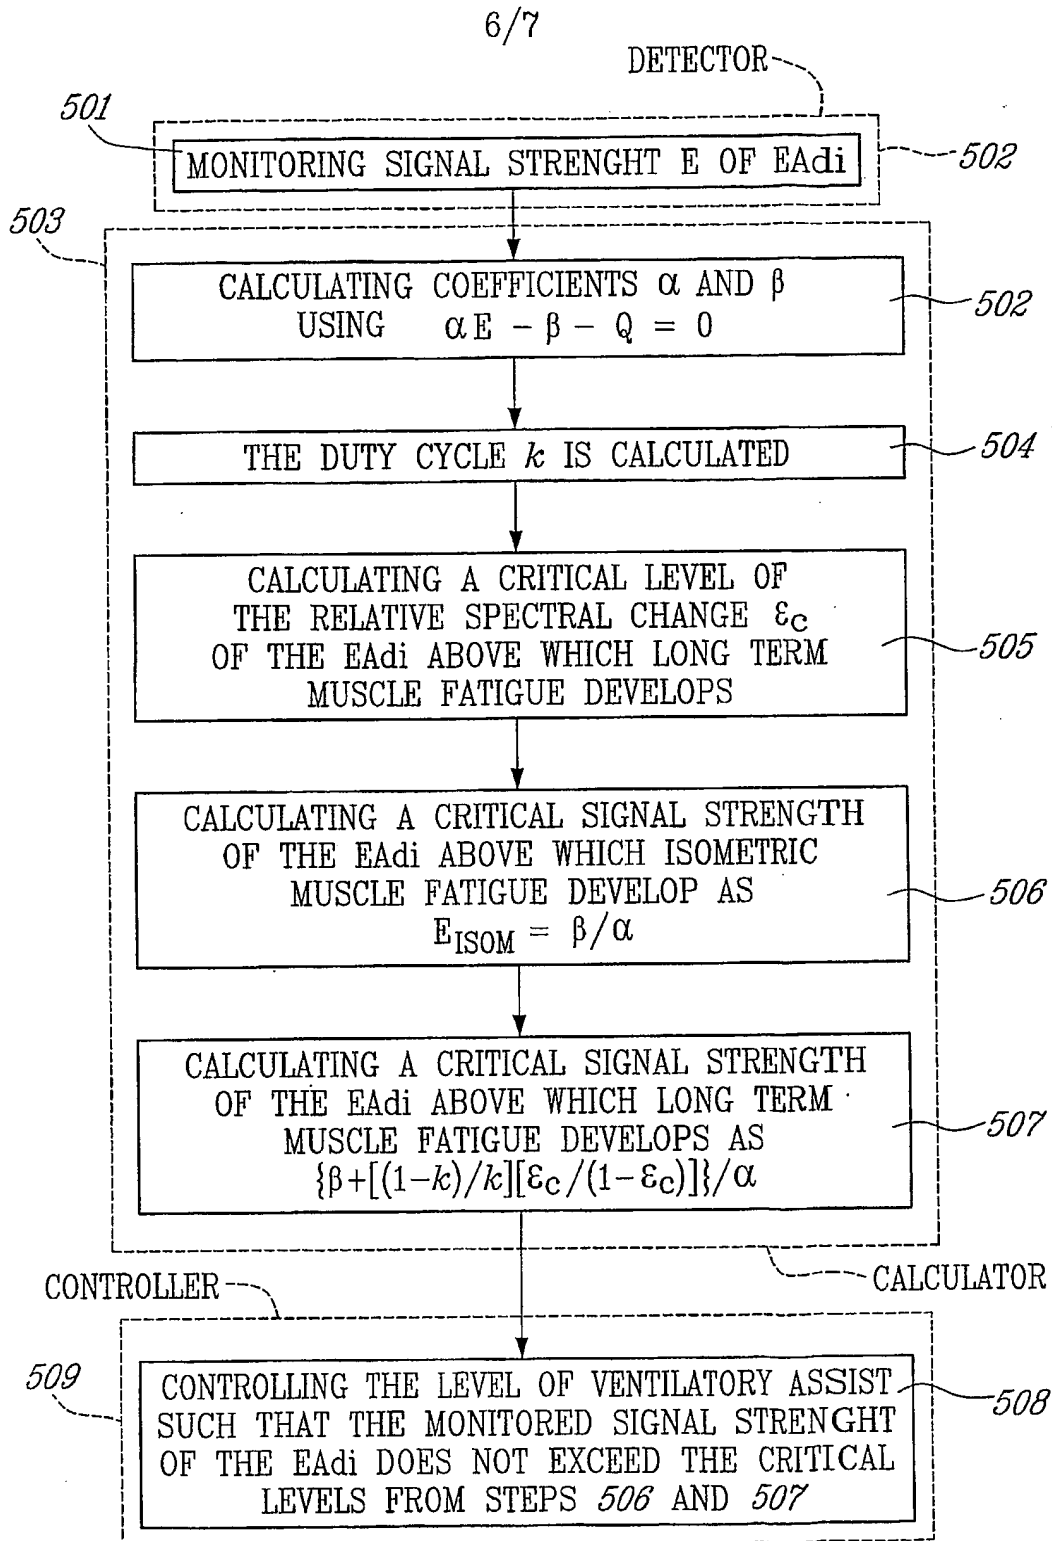 6/7
DETECTOR
501
MONITORING SIGNAL STRENGHT E OF EAdi
502
503
CALCULATING COEFFICIENTS α AND β
USING αE - β - Q = 0
502
THE DUTY CYCLE k IS CALCULATED
504
CALCULATING A CRITICAL LEVEL OF
THE RELATIVE SPECTRAL CHANGE εC
OF THE EAdi ABOVE WHICH LONG TERM
MUSCLE FATIGUE DEVELOPS
505
CALCULATING A CRITICAL SIGNAL STRENGTH
OF THE EAdi ABOVE WHICH ISOMETRIC
MUSCLE FATIGUE DEVELOP AS
EISOM = β/α
506
CALCULATING A CRITICAL SIGNAL STRENGTH
OF THE EAdi ABOVE WHICH LONG TERM
MUSCLE FATIGUE DEVELOPS AS
{β+[(1-k)/k][εC/(1-εC)]}/α
507
CALCULATOR
CONTROLLER
509
CONTROLLING THE LEVEL OF VENTILATORY ASSIST
SUCH THAT THE MONITORED SIGNAL STRENGHT
OF THE EAdi DOES NOT EXCEED THE CRITICAL
LEVELS FROM STEPS 506 AND 507
508